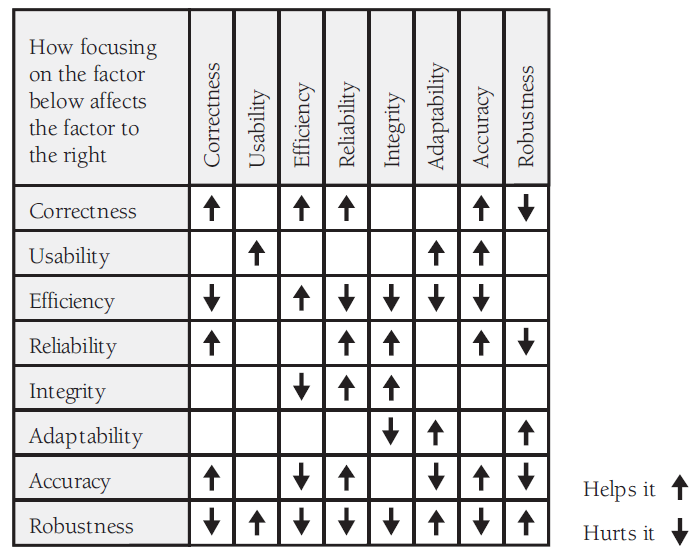 How focusing
on the factor
below affects
the factor to
the right
Correctness
Usability
Efficiency
Reliability
Integrity
Adaptability
Accuracy
Robustness
Correctness
Usability
Efficiency
Reliability
Integrity
Adaptability
Accuracy
Robustness
Helps it
Hurts it